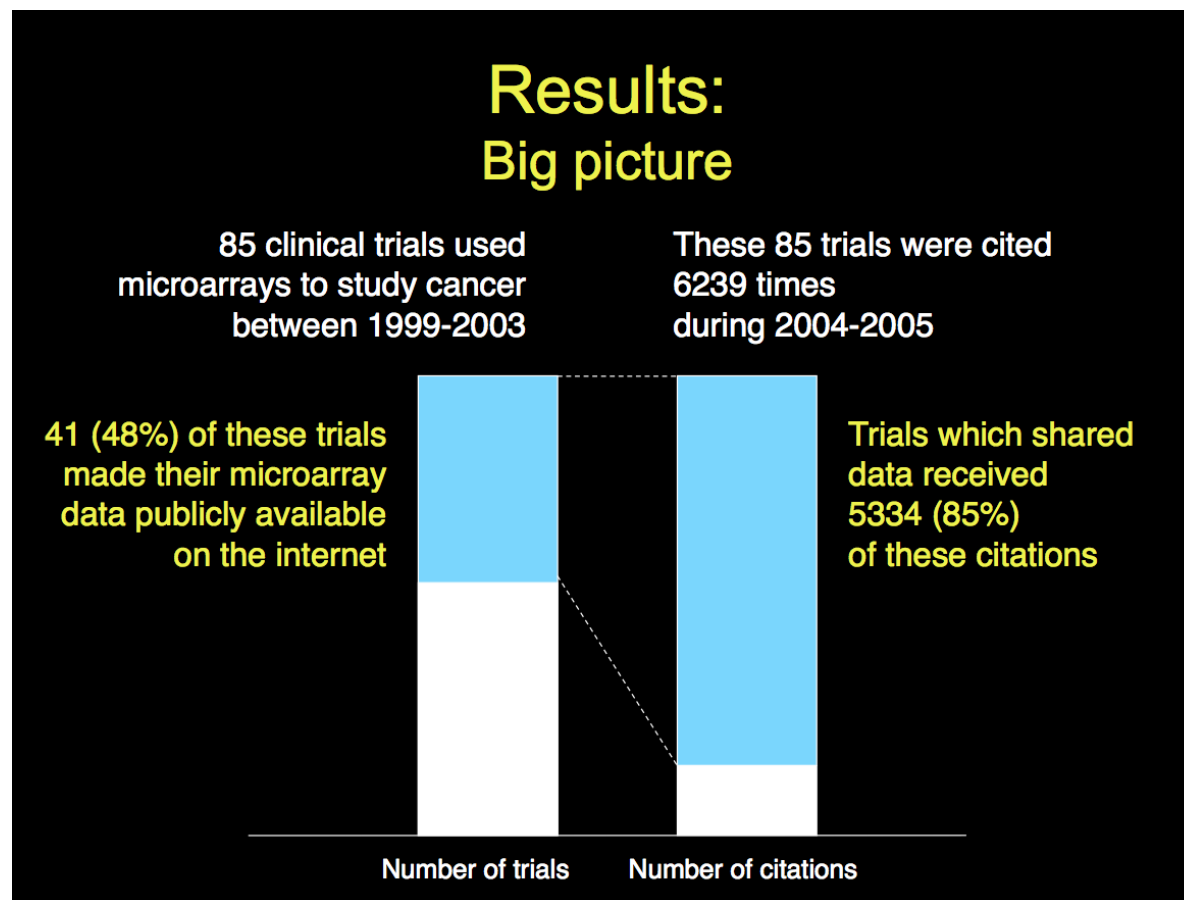 Results:
Big picture
85 clinical trials used
microarrays to study cancer
between 1999-2003
These 85 trials were cited
6239 times
during 2004-2005
41 (48%) of these trials
made their microarray
data publicly available
on the internet
Trials which shared
data received
5334 (85%)
of these citations
Number of trials
Number of citations